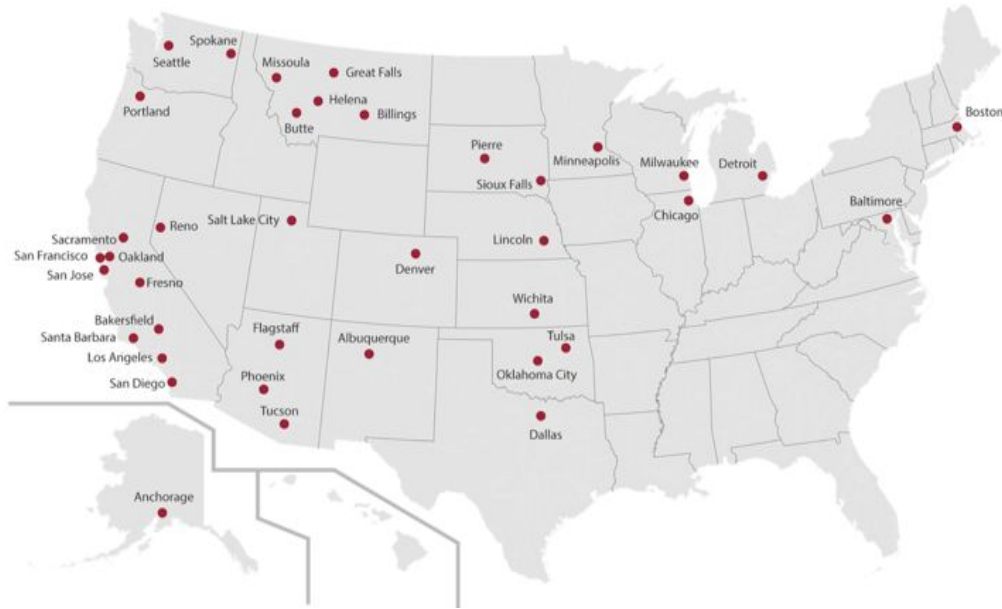 Spokane
Seattle
Missoula
Great Falls
Helena
Portland
Butte
Billings
Boston
Pierre
Minneapolis
Milwaukee
Detroit
Sioux Falls
Chicago
Baltimore
Salt Lake City
Reno
Sacramento
Lincoln
San Francisco
Oakland
Denver
San Jose
Fresno
Wichita
Bakersfield
Flagstaff
Santa Barbara
Albuquerque
Tulsa
Los Angeles
Oklahoma City
Phoenix
San Diego
Tucson
Dallas
Anchorage